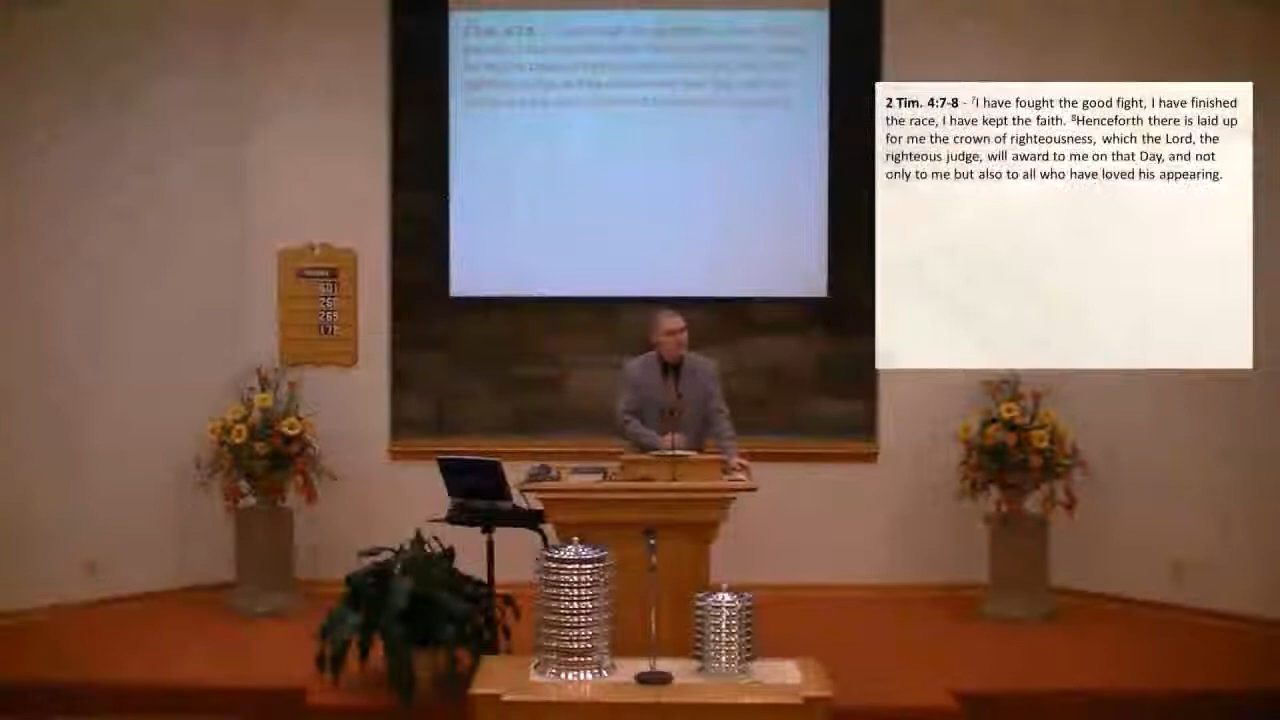 2 Tim. 4:7-8 - ⁷I have fought the good fight, I have finished
the race, I have kept the faith. ⁸Henceforth there is laid up
for me the crown of righteousness, which the Lord, the
righteous judge, will award to me on that Day, and not
only to me but also to all who have loved his appearing.
601
269